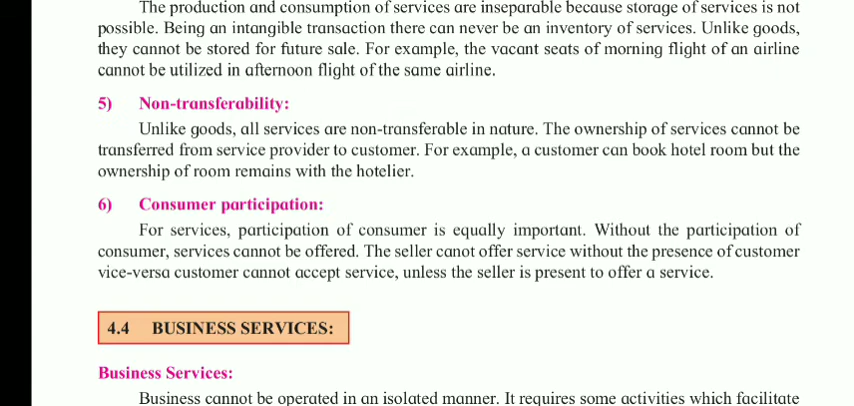 The production and consumption of services are inseparable because storage of services is not
possible. Being an intangible transaction there can never be an inventory of services. Unlike goods,
they cannot be stored for future sale. For example, the vacant seats of morning flight of an airline
cannot be utilized in afternoon flight of the same airline.
5) Non-transferability:
Unlike goods, all services are non-transferable in nature. The ownership of services cannot be
transferred from service provider to customer. For example, a customer can book hotel room but the
ownership of room remains with the hotelier.
6) Consumer participation:
For services, participation of consumer is equally important. Without the participation of
consumer, services cannot be offered. The seller canot offer service without the presence of customer
vice-versa customer cannot accept service, unless the seller is present to offer a service.
4.4 BUSINESS SERVICES:
Business Services:
Business cannot be operated in an isolated manner. It requires some activities which facilitate